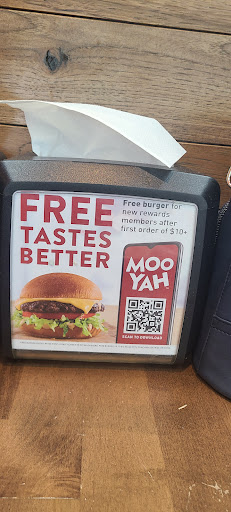 FREE
TASTES
BETTER
Free burger for
new rewards
members after
first order of $10+
MOO
YAH
SCAN TO DOWNLOAD